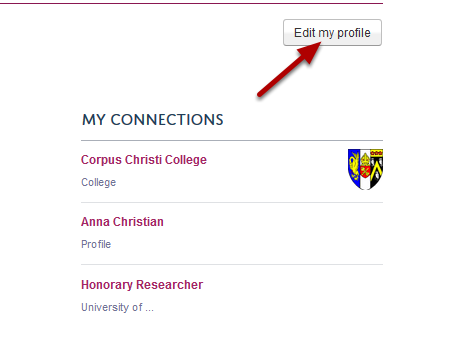 Edit my profile
MY CONNECTIONS
Corpus Christi College
College
Anna Christian
Profile
Honorary Researcher
University of ...